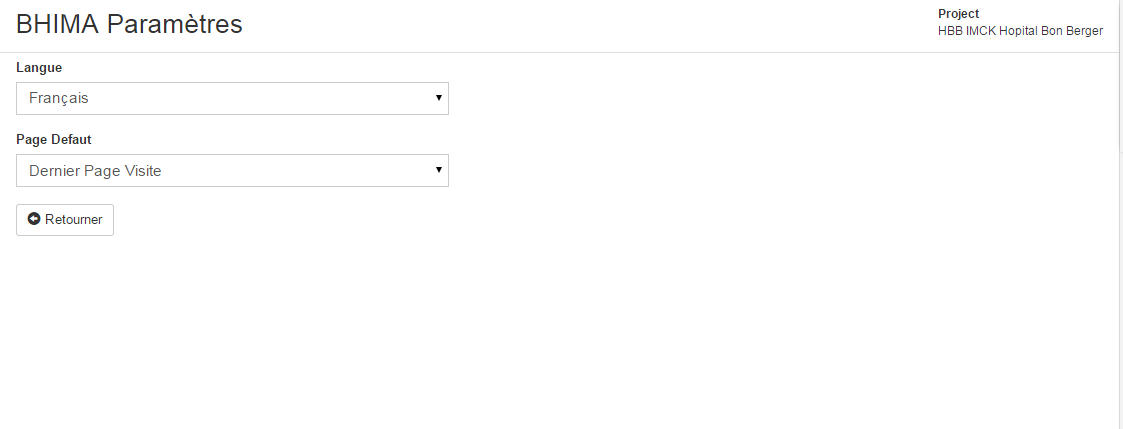 BHIMA Paramètres
Project
HBB IMCK Hopital Bon Berger
Langue
Français
Page Defaut
Dernier Page Visite
Retourner